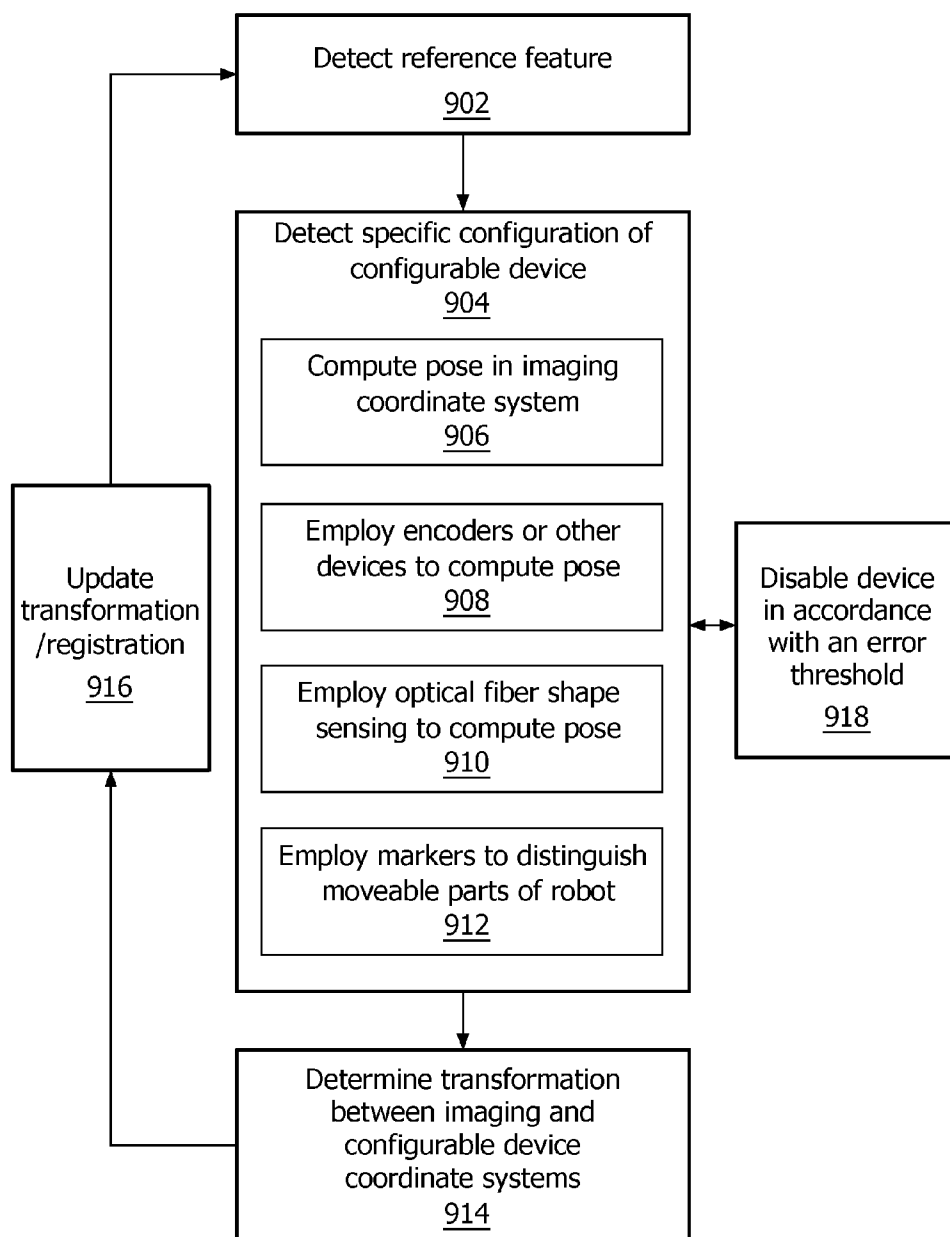 Detect reference feature
902
Detect specific configuration of
configurable device
904
Compute pose in imaging
coordinate system
906
Employ encoders or other
devices to compute pose
908
Employ optical fiber shape
sensing to compute pose
910
Employ markers to distinguish
moveable parts of robot
912
Update
transformation
/registration
916
Disable device
in accordance
with an error
threshold
918
Determine transformation
between imaging and
configurable device
coordinate systems
914